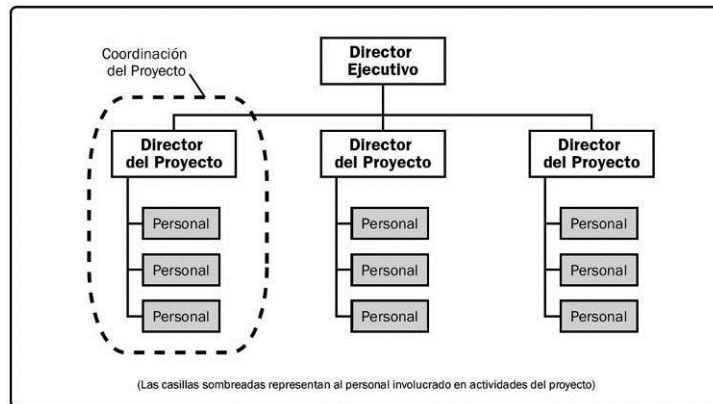 Coordinación
del Proyecto
Director
Ejecutivo
Director
del Proyecto
Director
del Proyecto
Director
del Proyecto
Personal
Personal
Personal
Personal
Personal
Personal
Personal
Personal
Personal
(Las casillas sombreadas representan al personal involucrado en actividades del proyecto)